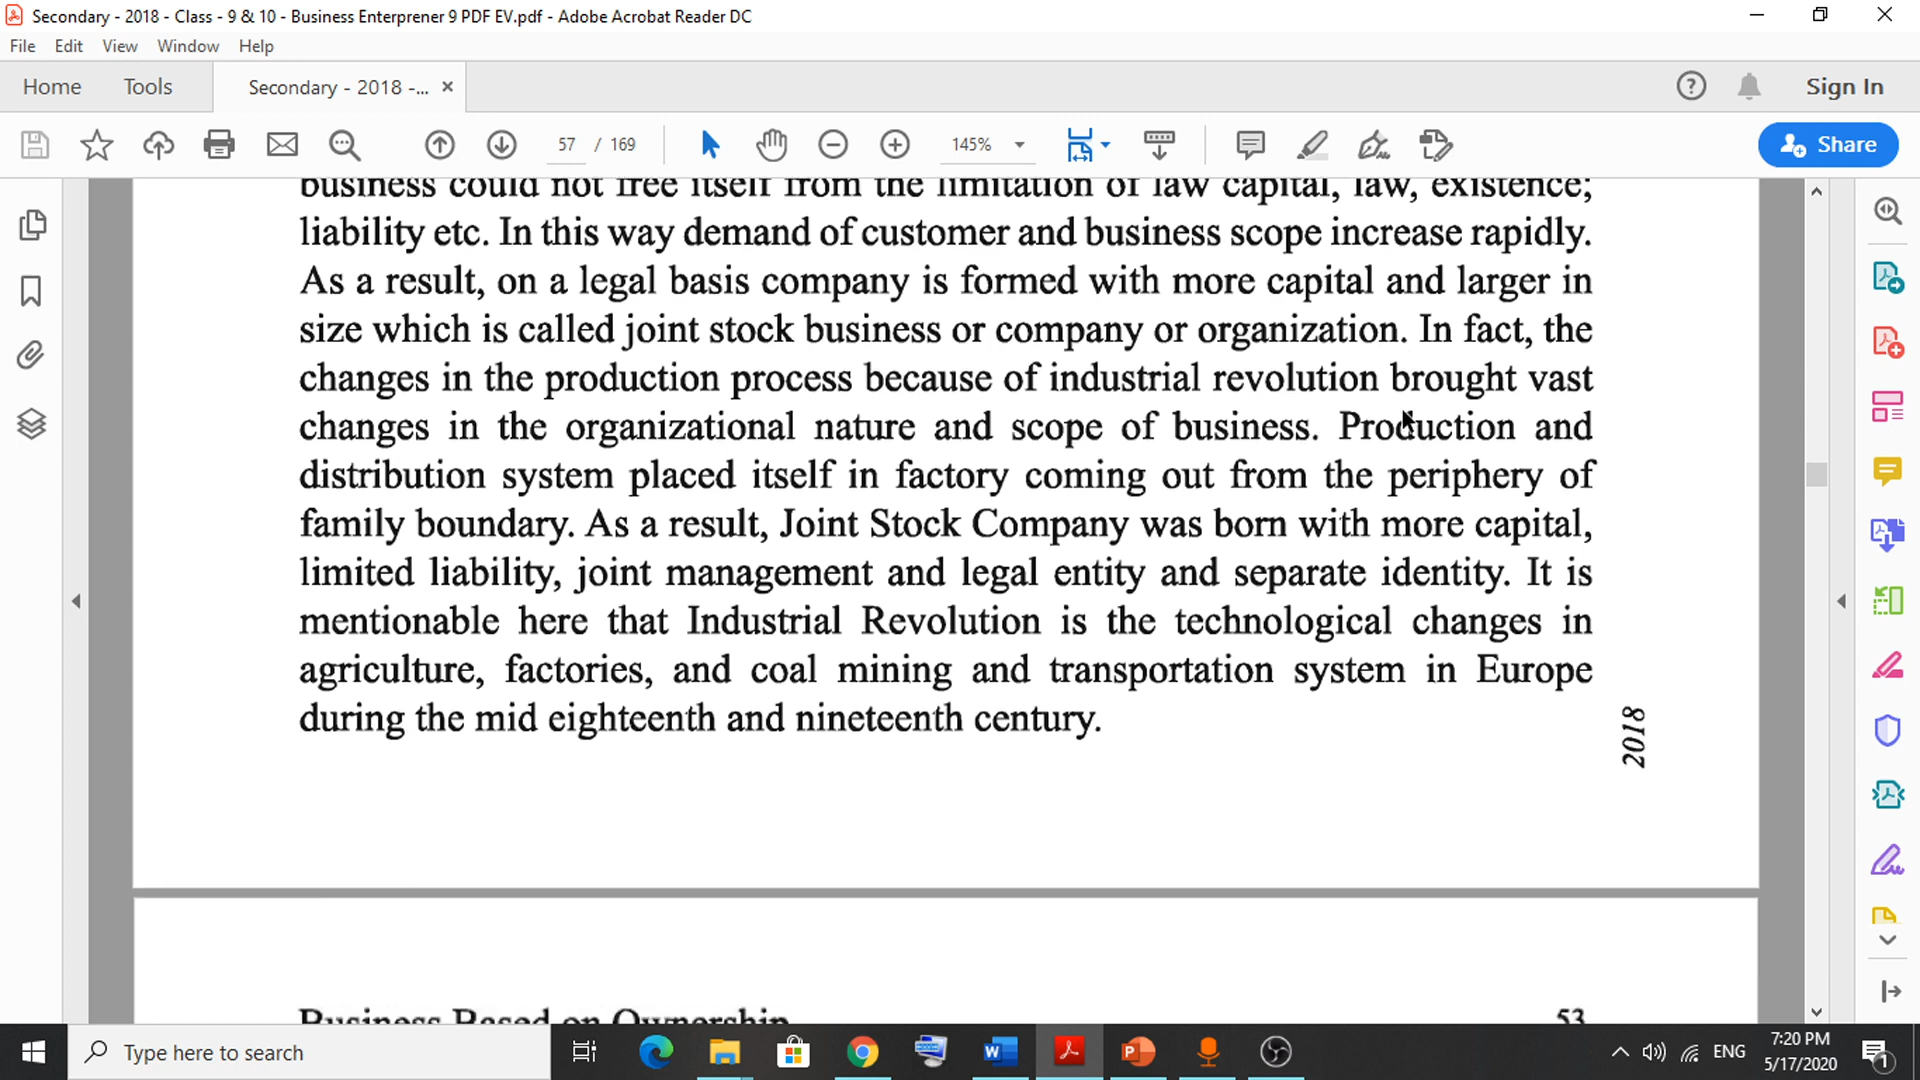 Secondary - 2018 - Class - 9 & 10 - Business Enterprener 9 PDF EV.pdf - Adobe Acrobat Reader DC
File Edit View Window Help
Home Tools Secondary - 2018 -... × Sign In
57 / 169 145% Share
business could not free itself from the limitation of law capital, law, existence;
liability etc. In this way demand of customer and business scope increase rapidly.
As a result, on a legal basis company is formed with more capital and larger in
size which is called joint stock business or company or organization. In fact, the
changes in the production process because of industrial revolution brought vast
changes in the organizational nature and scope of business. Production and
distribution system placed itself in factory coming out from the periphery of
family boundary. As a result, Joint Stock Company was born with more capital,
limited liability, joint management and legal entity and separate identity. It is
mentionable here that Industrial Revolution is the technological changes in
agriculture, factories, and coal mining and transportation system in Europe
during the mid eighteenth and nineteenth century.
2018
Business Based on Ownership 53
Type here to search
ENG
7:20 PM
5/17/2020
1